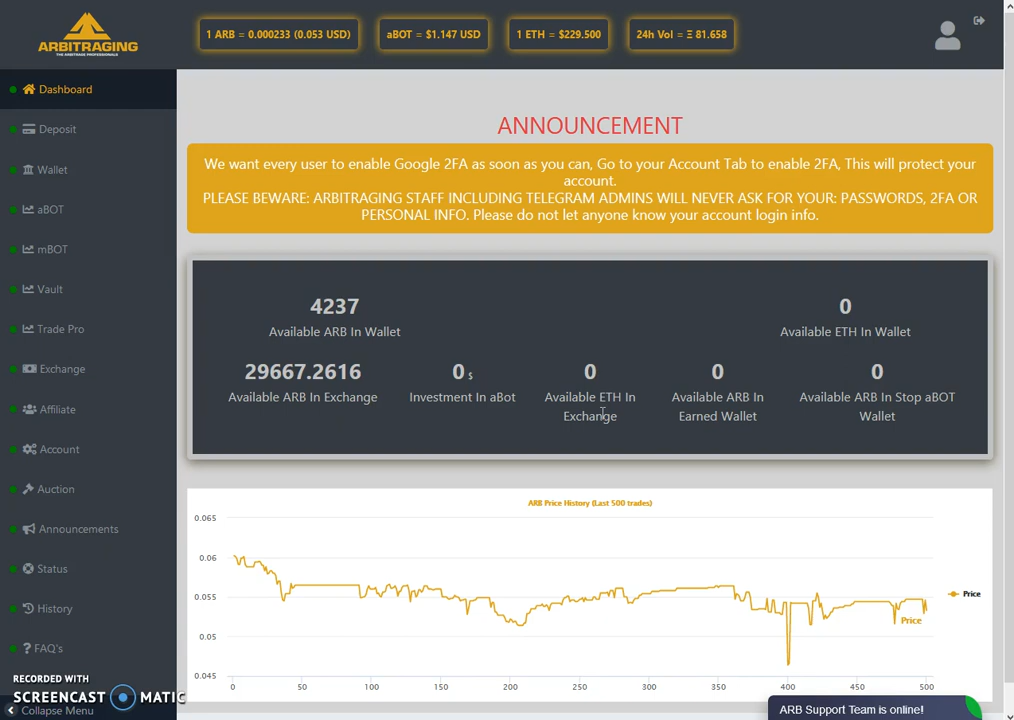 ARBITRAGING
THE ARBITRAGE PROFESSIONALS
1 ARB = 0.000233 (0.053 USD)
aBOT = $1.147 USD
1 ETH = $229.500
24h Vol = Ξ 81.658
Dashboard
Deposit
Wallet
aBOT
mBOT
Vault
Trade Pro
Exchange
Affiliate
Account
Auction
Announcements
Status
History
FAQ's
RECORDED WITH
SCREENCAST MATIC
Collapse Menu
ANNOUNCEMENT
We want every user to enable Google 2FA as soon as you can, Go to your Account Tab to enable 2FA, This will protect your
account.
PLEASE BEWARE: ARBITRAGING STAFF INCLUDING TELEGRAM ADMINS WILL NEVER ASK FOR YOUR: PASSWORDS, 2FA OR
PERSONAL INFO. Please do not let anyone know your account login info.
4237
Available ARB In Wallet
0
Available ETH In Wallet
29667.2616
Available ARB In Exchange
0 $
Investment In aBot
0
Available ETH In
Exchange
0
Available ARB In
Earned Wallet
0
Available ARB In Stop aBOT
Wallet
ARB Price History (Last 500 trades)
0.065
0.06
0.055
0.05
0.045
0 50 100 150 200 250 300 350 400 450 500
Price
Price
ARB Support Team is online!